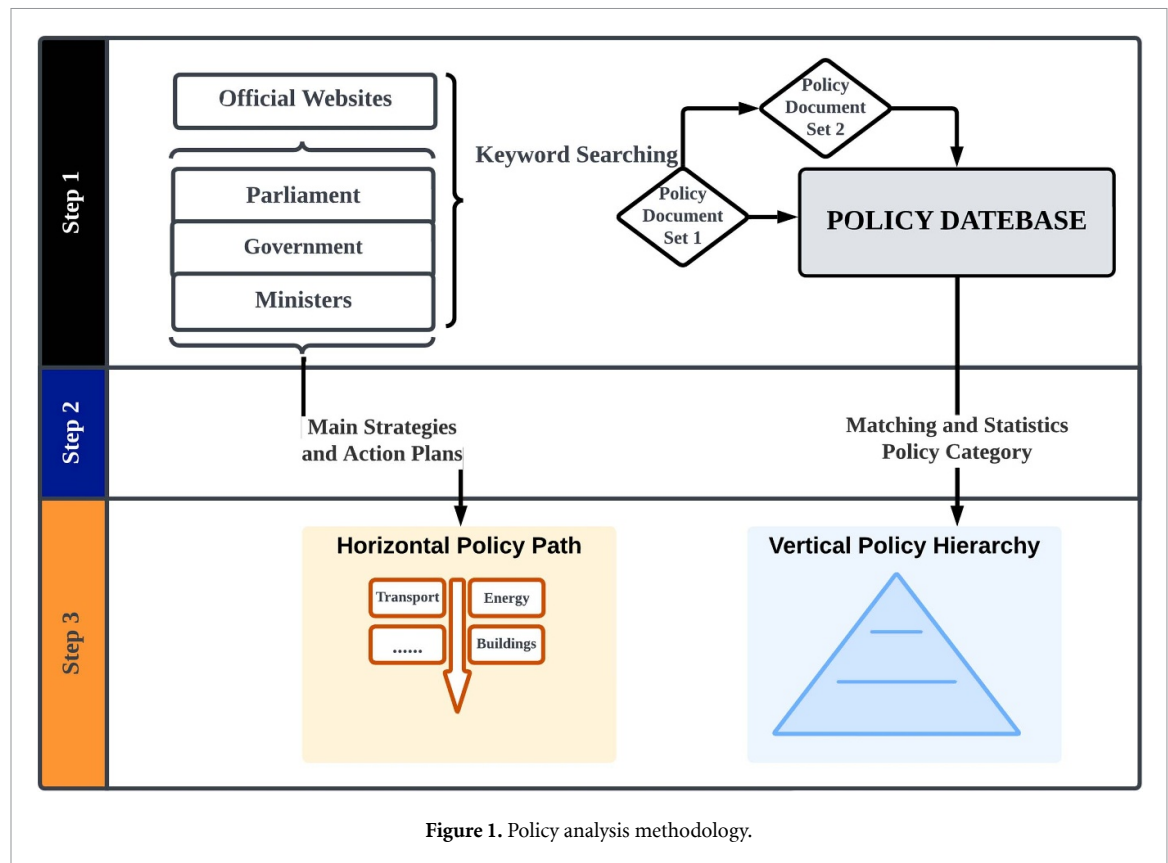 Step 1
Official Websites
Parliament
Government
Ministers
Keyword Searching
Policy
Document
Set 1
Policy
Document
Set 2
POLICY DATEBASE
Step 2
Main Strategies
and Action Plans
Matching and Statistics
Policy Category
Step 3
Horizontal Policy Path
Transport
Energy
......
Buildings
Vertical Policy Hierarchy
Figure 1. Policy analysis methodology.